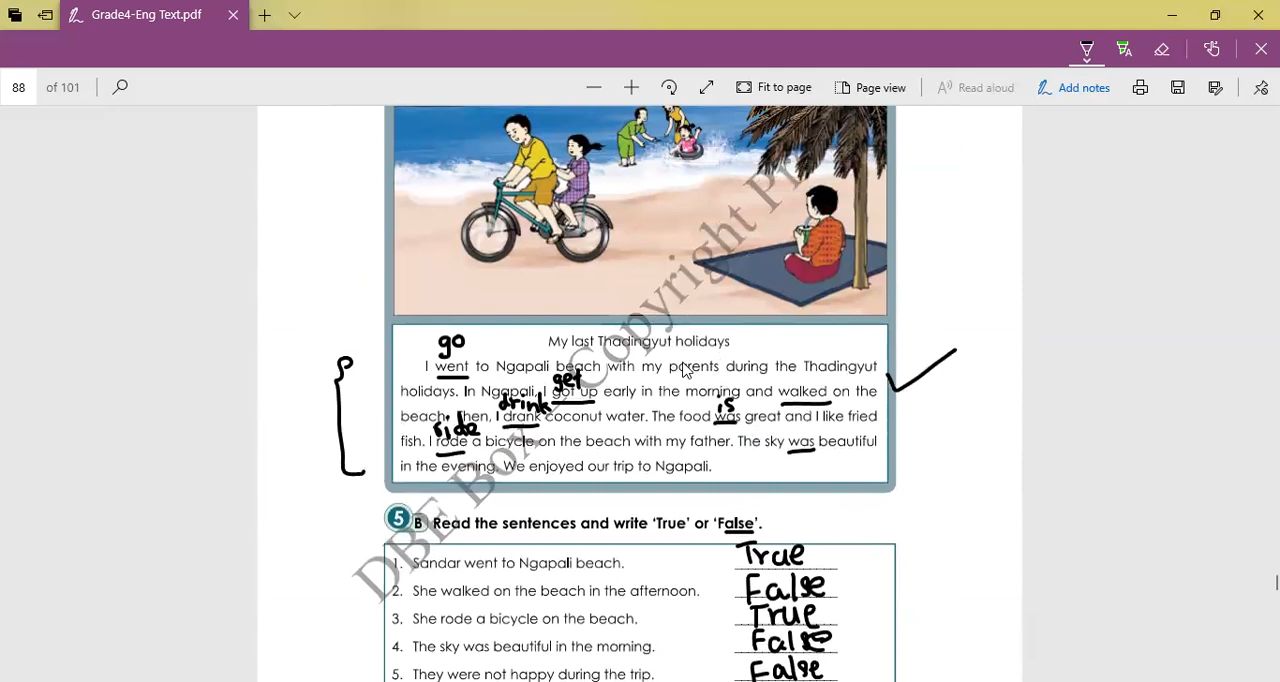 Grade4-Eng Text.pdf
88 of 101
Fit to page
Page view
Read aloud
Add notes
go
My last Thadingyut holidays
I went to Ngapali beach with my parents during the Thadingyut
get
holidays. In Ngapali, I got up early in the morning and walked on the
drink
is
beach. Then, I drank coconut water. The food was great and I like fried
ride
fish. I rode a bicycle on the beach with my father. The sky was beautiful
in the evening. We enjoyed our trip to Ngapali.
5 B Read the sentences and write 'True' or 'False'.
1. Sandar went to Ngapali beach. True
2. She walked on the beach in the afternoon. False
3. She rode a bicycle on the beach. True
4. The sky was beautiful in the morning. False
5. They were not happy during the trip. False
DBE Box Copyright Pr